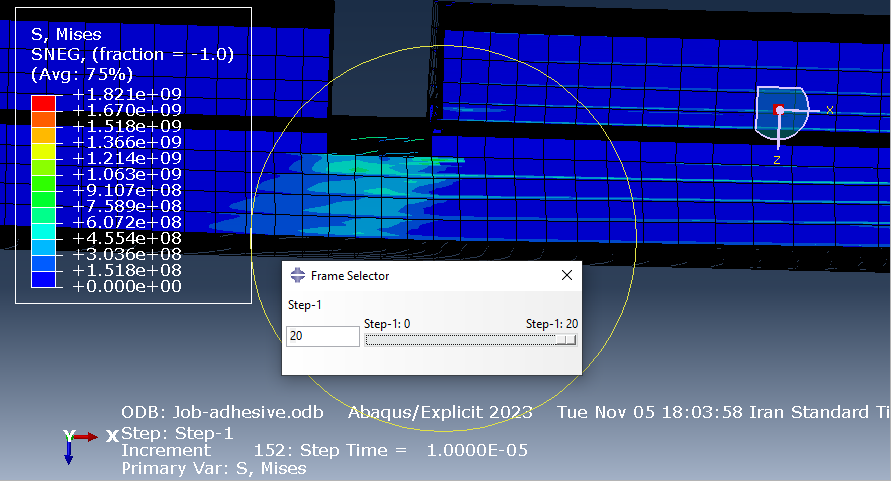 S, Mises
SNEG, (fraction = -1.0)
(Avg: 75%)
+1.821e+09
+1.670e+09
+1.518e+09
+1.366e+09
+1.214e+09
+1.063e+09
+9.107e+08
+7.589e+08
+6.072e+08
+4.554e+08
+3.036e+08
+1.518e+08
+0.000e+00
X
Z
Frame Selector
Step-1
Step-1: 0 Step-1: 20
20
ODB: Job-adhesive.odb Abaqus/Explicit 2023 Tue Nov 05 18:03:58 Iran Standard Ti
Y X Step: Step-1
Increment 152: Step Time = 1.0000E-05
Primary Var: S, Mises